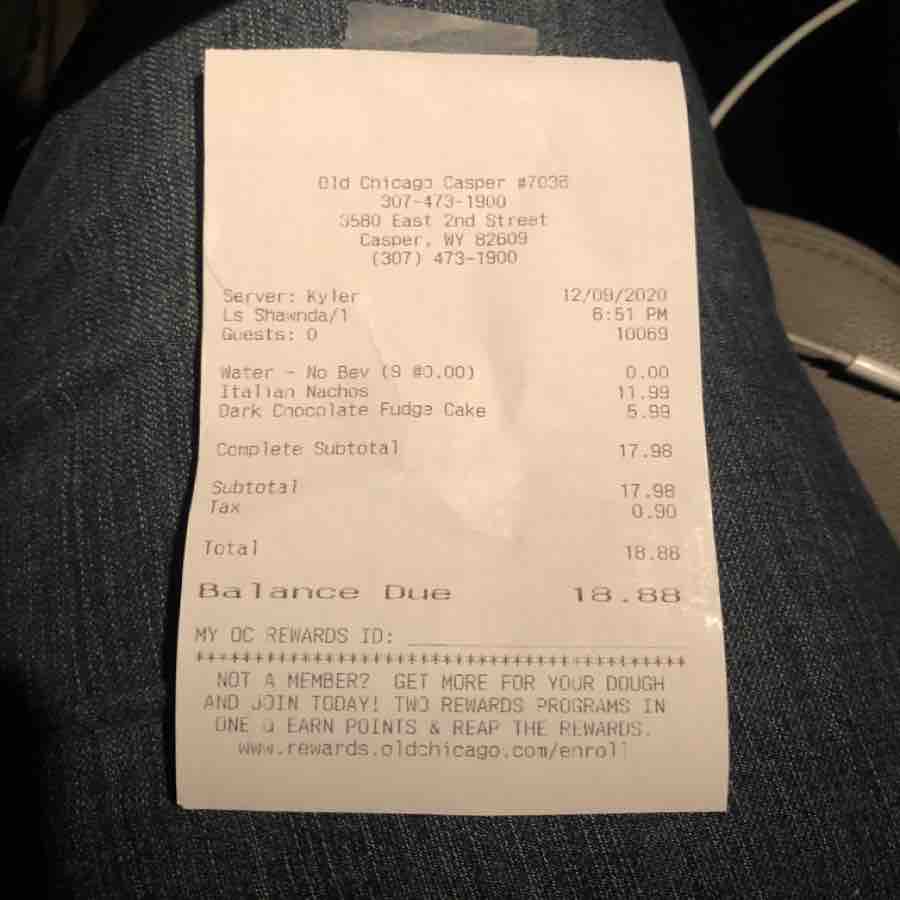 Old Chicago Casper #7036
307-473-1900
3580 East 2nd Street
Casper, WY 82609
(307) 473-1900
Server: Kyler 12/09/2020
Ls Shawnda/1 6:51 PM
Guests: 0 10069
Water - No Bev (9 @0.00) 0.00
Italian Nachos 11.99
Dark Chocolate Fudge Cake 5.99
Complete Subtotal 17.98
Subtotal 17.98
Tax 0.90
Total 18.88
Balance Due 18.88
MY OC REWARDS ID: ____________________
******************************************
NOT A MEMBER? GET MORE FOR YOUR DOUGH
AND JOIN TODAY! TWO REWARDS PROGRAMS IN
ONE Q EARN POINTS & REAP THE REWARDS.
www.rewards.oldchicago.com/enroll